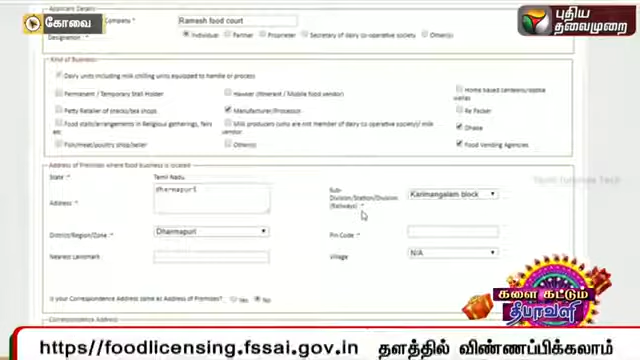 Applicant Details
கோவை
Company *
Ramesh food court
புதிய
தலைமுறை
Designation *
Individual Partner Proprietor Secretary of dairy co-operative society Other(s)
Kind of Business*
Dairy units including milk chilling units equipped to handle or process
Permanent / Temporary Stall Holder
Hawker (Itinerant / Mobile food vendor)
Home based canteens/dabba wallas
Petty Retailer of snacks/tea shops
Manufacturer/Processor
Re Packer
Food stalls/arrangements in Religious gatherings, fairs etc
Milk producers (who are not member of dairy co-operative society)/ milk vendor
Dhaba
Fish/meat/poultry shop/seller
Other(s)
Food Vending Agencies
Address of Premises where food business is located
State *
Tamil Nadu
Address *
dharmapuri
Sub-Division/Station/Division (Railways) *
Karimangalam block
District/Region/Zone *
Dharmapuri
Pin Code *
Nearest Landmark
Village
N/A
Is your Correspondence Address same as Address of Premises? *
Yes No
களை கட்டும்
தீபாவளி
Correspondence Address
https://foodlicensing.fssai.gov.in தளத்தில் விண்ணப்பிக்கலாம்